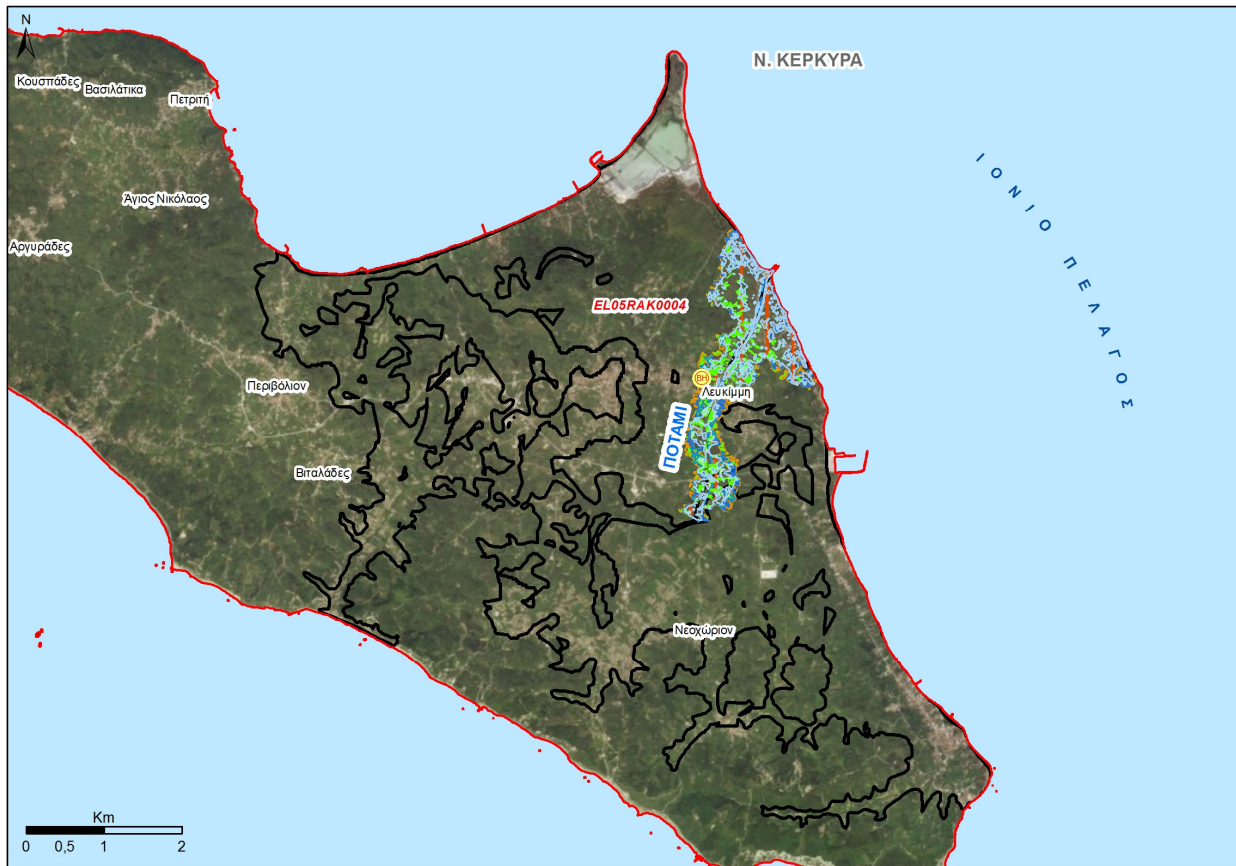 N
Ν. ΚΕΡΚΥΡΑ
Κουσπάδες
Βασιλάτικα
Πετριτή
Άγιος Νικόλαος
Αργυράδες
ΙΟΝΙΟ ΠΕΛΑΓΟΣ
EL05RAK0004
Περιβόλιον
ΒΗ
Λευκίμμη
ΠΟΤΑΜΙ
Βιταλάδες
Νεοχώριον
Km
0 0,5 1 2